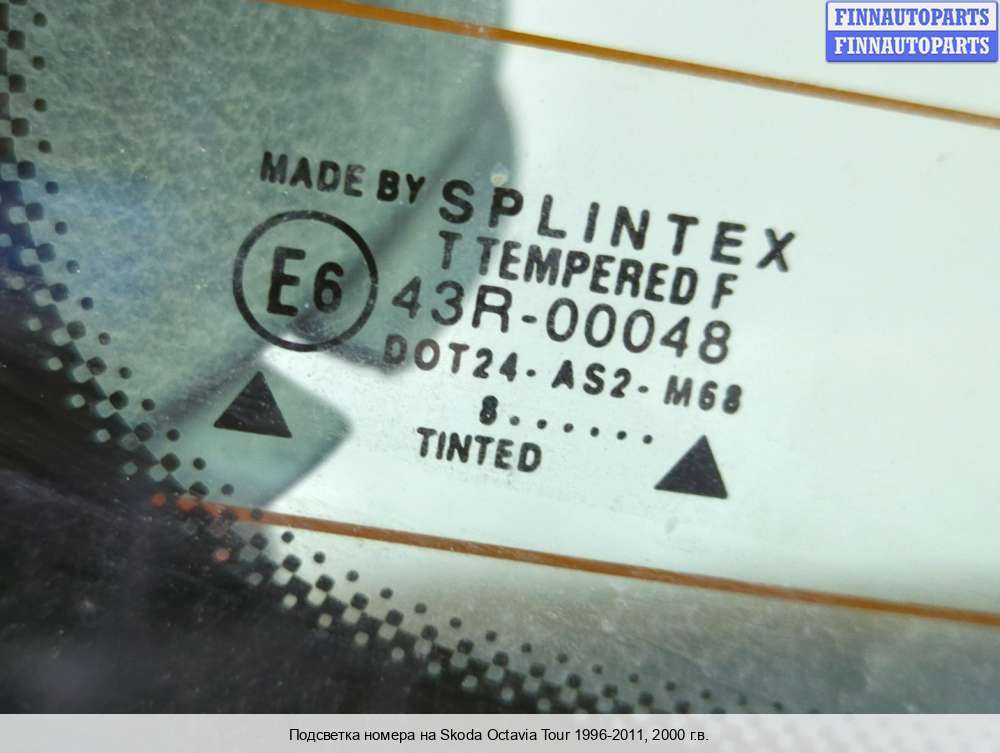 FINNAUTOPARTS
FINNAUTOPARTS
MADE BY SPLINTEX
T TEMPERED F
E6
43R-00048
DOT24-AS2-M68
8......
TINTED
Подсветка номера на Skoda Octavia Tour 1996-2011, 2000 г.в.